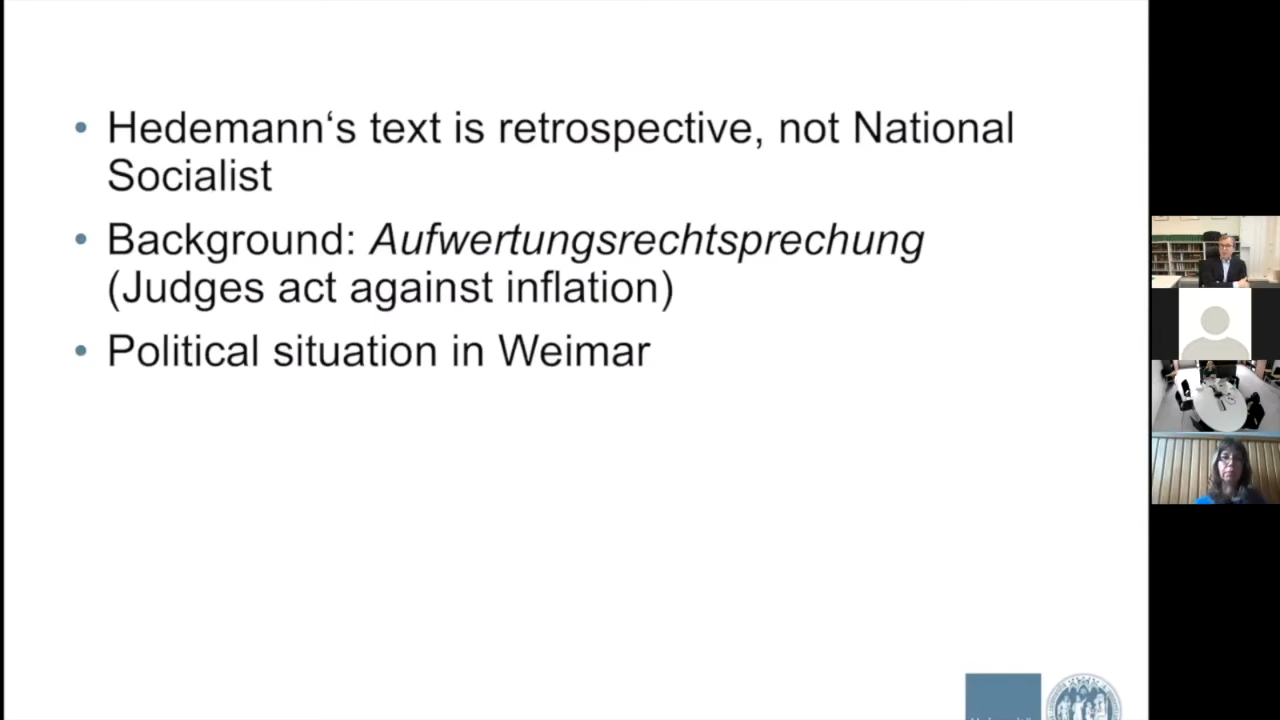 • Hedemann‘s text is retrospective, not National
Socialist
• Background: Aufwertungsrechtsprechung
(Judges act against inflation)
• Political situation in Weimar